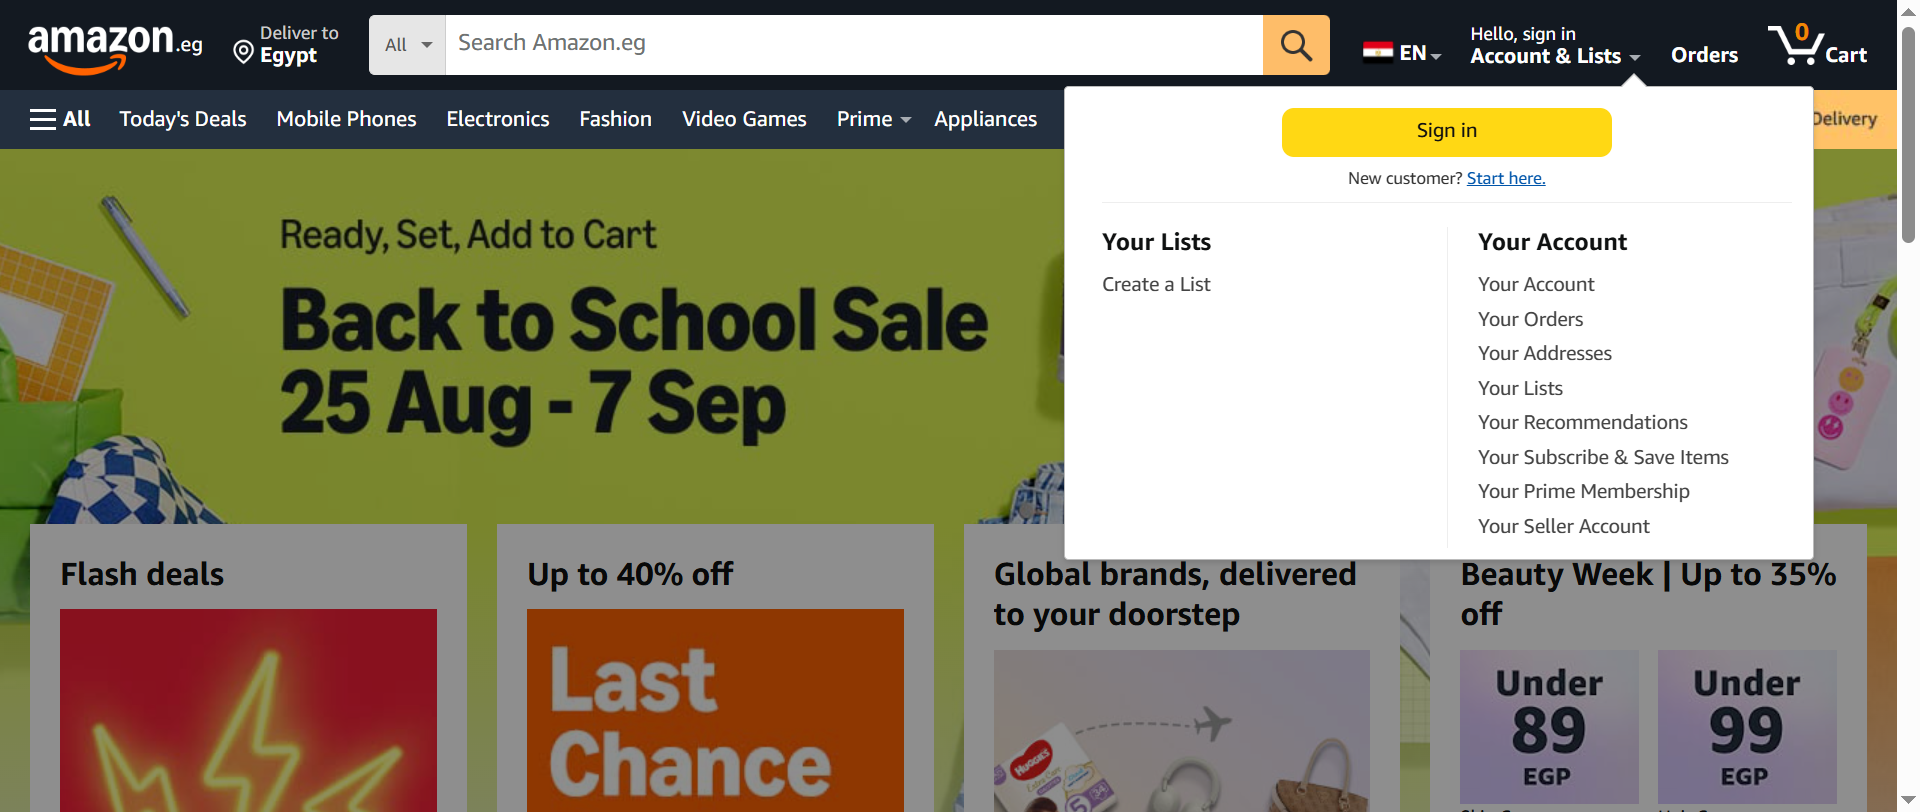 amazon.eg
Deliver to
Egypt
All
Search Amazon.eg
EN
Hello, sign in
Account & Lists
Orders
0
Cart
All
Today's Deals
Mobile Phones
Electronics
Fashion
Video Games
Prime
Appliances
Delivery
Sign in
New customer? Start here.
Your Lists
Create a List
Your Account
Your Account
Your Orders
Your Addresses
Your Lists
Your Recommendations
Your Subscribe & Save Items
Your Prime Membership
Your Seller Account
Ready, Set, Add to Cart
Back to School Sale
25 Aug - 7 Sep
Flash deals
Up to 40% off
Last
Chance
Global brands, delivered
to your doorstep
HUGGIES
Extra Care
5
Beauty Week | Up to 35%
off
Under
89
EGP
Under
99
EGP